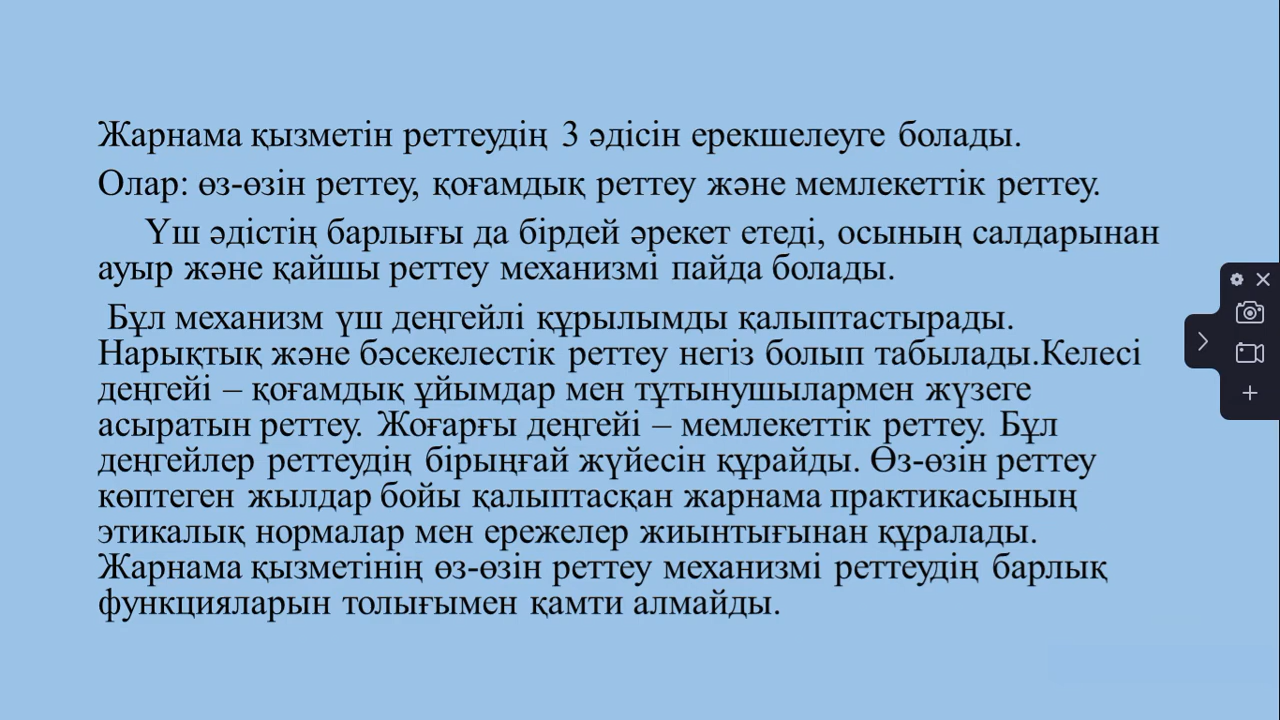 Жарнама қызметін реттеудің 3 әдісін ерекшелеуге болады.
Олар: өз-өзін реттеу, қоғамдық реттеу және мемлекеттік реттеу.
Үш әдістің барлығы да бірдей әрекет етеді, осының салдарынан
ауыр және қайшы реттеу механизмі пайда болады.
Бұл механизм үш деңгейлі құрылымды қалыптастырады.
Нарықтық және бәсекелестік реттеу негіз болып табылады.Келесі
деңгейі – қоғамдық ұйымдар мен тұтынушылармен жүзеге
асыратын реттеу. Жоғарғы деңгейі – мемлекеттік реттеу. Бұл
деңгейлер реттеудің бірыңғай жүйесін құрайды. Өз-өзін реттеу
көптеген жылдар бойы қалыптасқан жарнама практикасының
этикалық нормалар мен ережелер жиынтығынан құралады.
Жарнама қызметінің өз-өзін реттеу механизмі реттеудің барлық
функцияларын толығымен қамти алмайды.